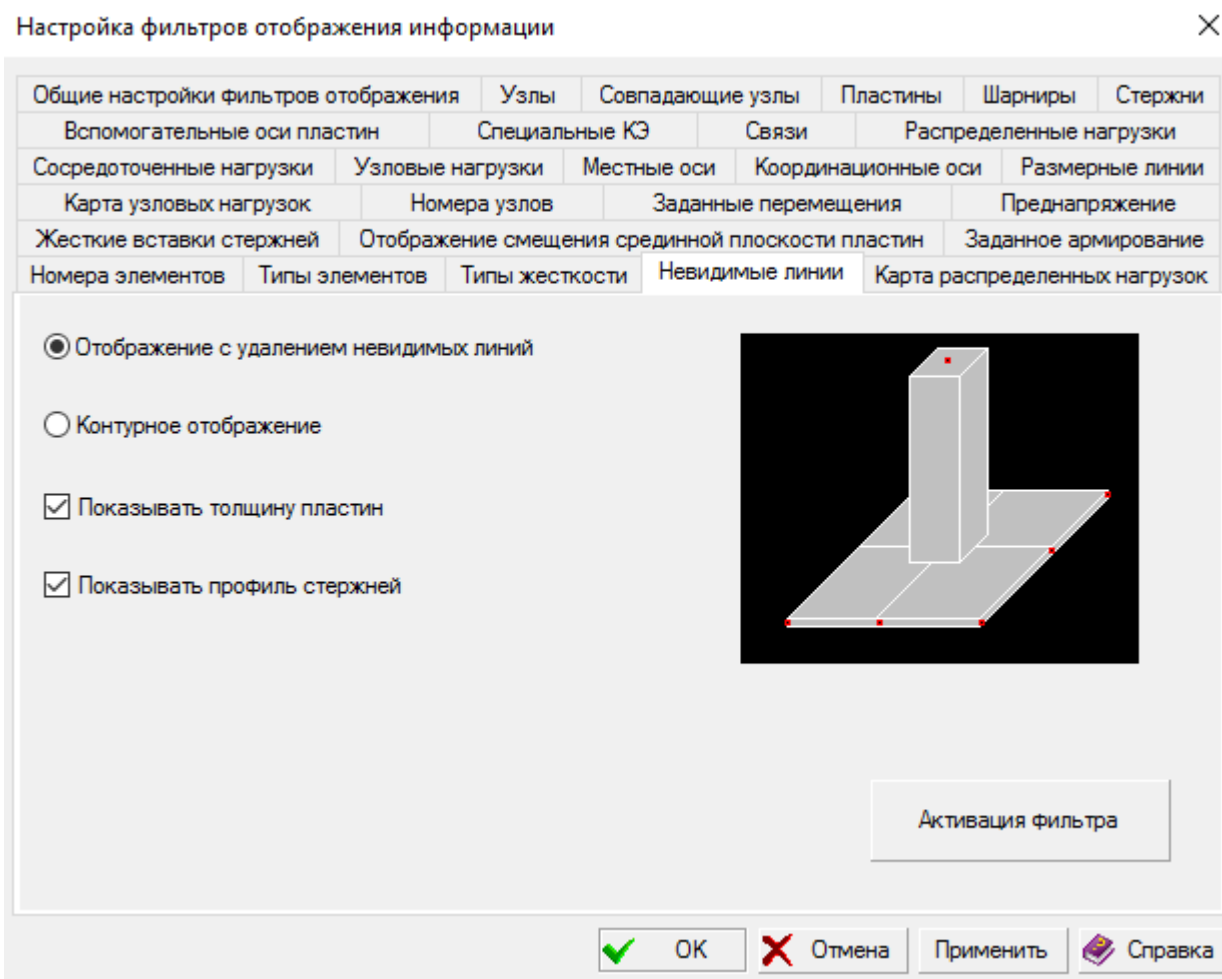 Настройка фильтров отображения информации
Общие настройки фильтров отображения Узлы Совпадающие узлы Пластины Шарниры Стержни
Вспомогательные оси пластин Специальные КЭ Связи Распределенные нагрузки
Сосредоточенные нагрузки Узловые нагрузки Местные оси Координационные оси Размерные линии
Карта узловых нагрузок Номера узлов Заданные перемещения Преднапряжение
Жесткие вставки стержней Отображение смещения срединной плоскости пластин Заданное армирование
Номера элементов Типы элементов Типы жесткости Невидимые линии Карта распределенных нагрузок
Отображение с удалением невидимых линий
Контурное отображение
Показывать толщину пластин
Показывать профиль стержней
Активация фильтра
OK Отмена Применить Справка